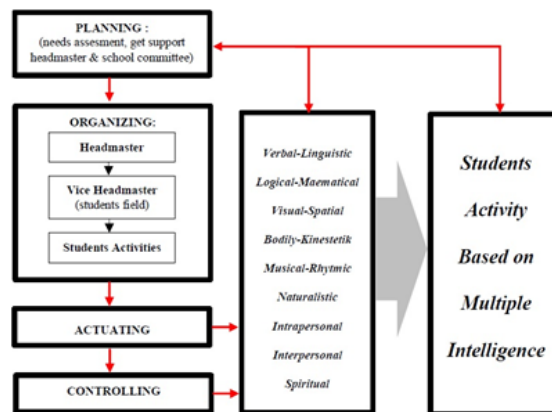 PLANNING :
(needs assesment, get support
headmaster & school committee)
ORGANIZING:
Headmaster
Vice Headmaster
(students field)
Students Activities
ACTUATING
CONTROLLING
Verbal-Linguistic
Logical-Maematical
Visual-Spatial
Bodily-Kinestetik
Musical-Rhytmic
Naturalistic
Intrapersonal
Interpersonal
Spiritual
Students
Activity
Based on
Multiple
Intelligence